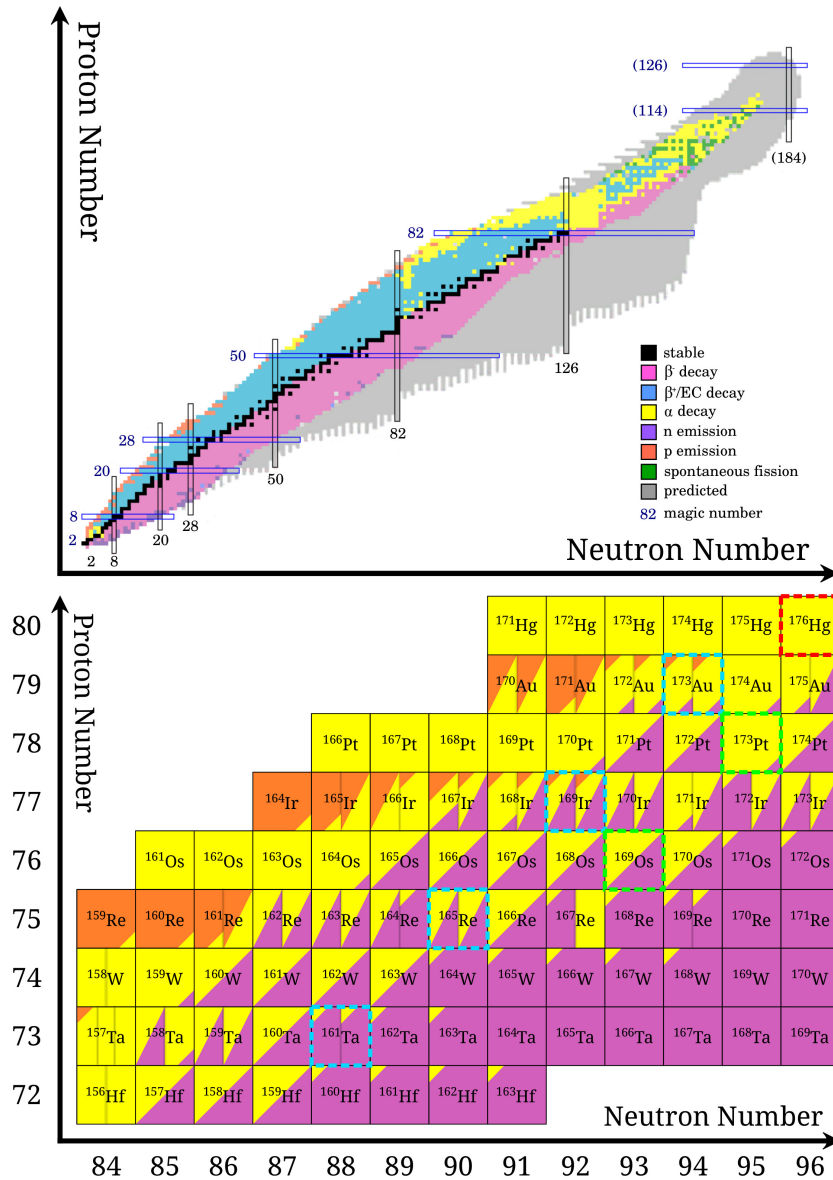 Proton Number
(126)
(114)
(184)
82
126
50
82
28
50
20
28
8
20
2
2
8
stable
β⁻ decay
β⁺/EC decay
α decay
n emission
p emission
spontaneous fission
predicted
82 magic number
Neutron Number
Proton Number
80 ¹⁷¹Hg ¹⁷²Hg ¹⁷³Hg ¹⁷⁴Hg ¹⁷⁵Hg ¹⁷⁶Hg
79 ¹⁷⁰Au ¹⁷¹Au ¹⁷²Au ¹⁷³Au ¹⁷⁴Au ¹⁷⁵Au
78 ¹⁶⁶Pt ¹⁶⁷Pt ¹⁶⁸Pt ¹⁶⁹Pt ¹⁷⁰Pt ¹⁷¹Pt ¹⁷²Pt ¹⁷³Pt ¹⁷⁴Pt
77 ¹⁶⁴Ir ¹⁶⁵Ir ¹⁶⁶Ir ¹⁶⁷Ir ¹⁶⁸Ir ¹⁶⁹Ir ¹⁷⁰Ir ¹⁷¹Ir ¹⁷²Ir ¹⁷³Ir
76 ¹⁶¹Os ¹⁶²Os ¹⁶³Os ¹⁶⁴Os ¹⁶⁵Os ¹⁶⁶Os ¹⁶⁷Os ¹⁶⁸Os ¹⁶⁹Os ¹⁷⁰Os ¹⁷¹Os ¹⁷²Os
75 ¹⁵⁹Re ¹⁶⁰Re ¹⁶¹Re ¹⁶²Re ¹⁶³Re ¹⁶⁴Re ¹⁶⁵Re ¹⁶⁶Re ¹⁶⁷Re ¹⁶⁸Re ¹⁶⁹Re ¹⁷⁰Re ¹⁷¹Re
74 ¹⁵⁸W ¹⁵⁹W ¹⁶⁰W ¹⁶¹W ¹⁶²W ¹⁶³W ¹⁶⁴W ¹⁶⁵W ¹⁶⁶W ¹⁶⁷W ¹⁶⁸W ¹⁶⁹W ¹⁷⁰W
73 ¹⁵⁷Ta ¹⁵⁸Ta ¹⁵⁹Ta ¹⁶⁰Ta ¹⁶¹Ta ¹⁶²Ta ¹⁶³Ta ¹⁶⁴Ta ¹⁶⁵Ta ¹⁶⁶Ta ¹⁶⁷Ta ¹⁶⁸Ta ¹⁶⁹Ta
72 ¹⁵⁶Hf ¹⁵⁷Hf ¹⁵⁸Hf ¹⁵⁹Hf ¹⁶⁰Hf ¹⁶¹Hf ¹⁶²Hf ¹⁶³Hf
Neutron Number
84 85 86 87 88 89 90 91 92 93 94 95 96